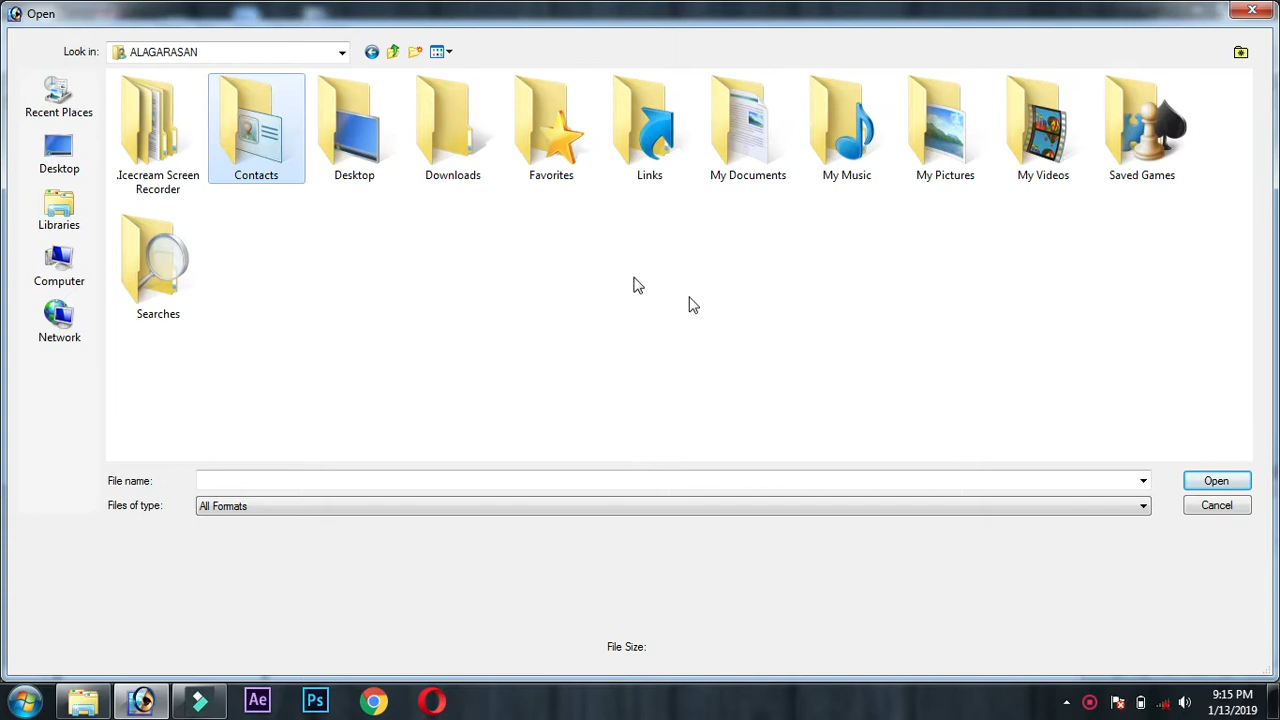 Open
Look in:
ALAGARASAN
Recent Places
Desktop
Libraries
Computer
Network
.Icecream Screen
Recorder
Contacts
Desktop
Downloads
Favorites
Links
My Documents
My Music
My Pictures
My Videos
Saved Games
Searches
File name:
Open
Files of type:
All Formats
Cancel
File Size:
Ae
Ps
9:15 PM
1/13/2019